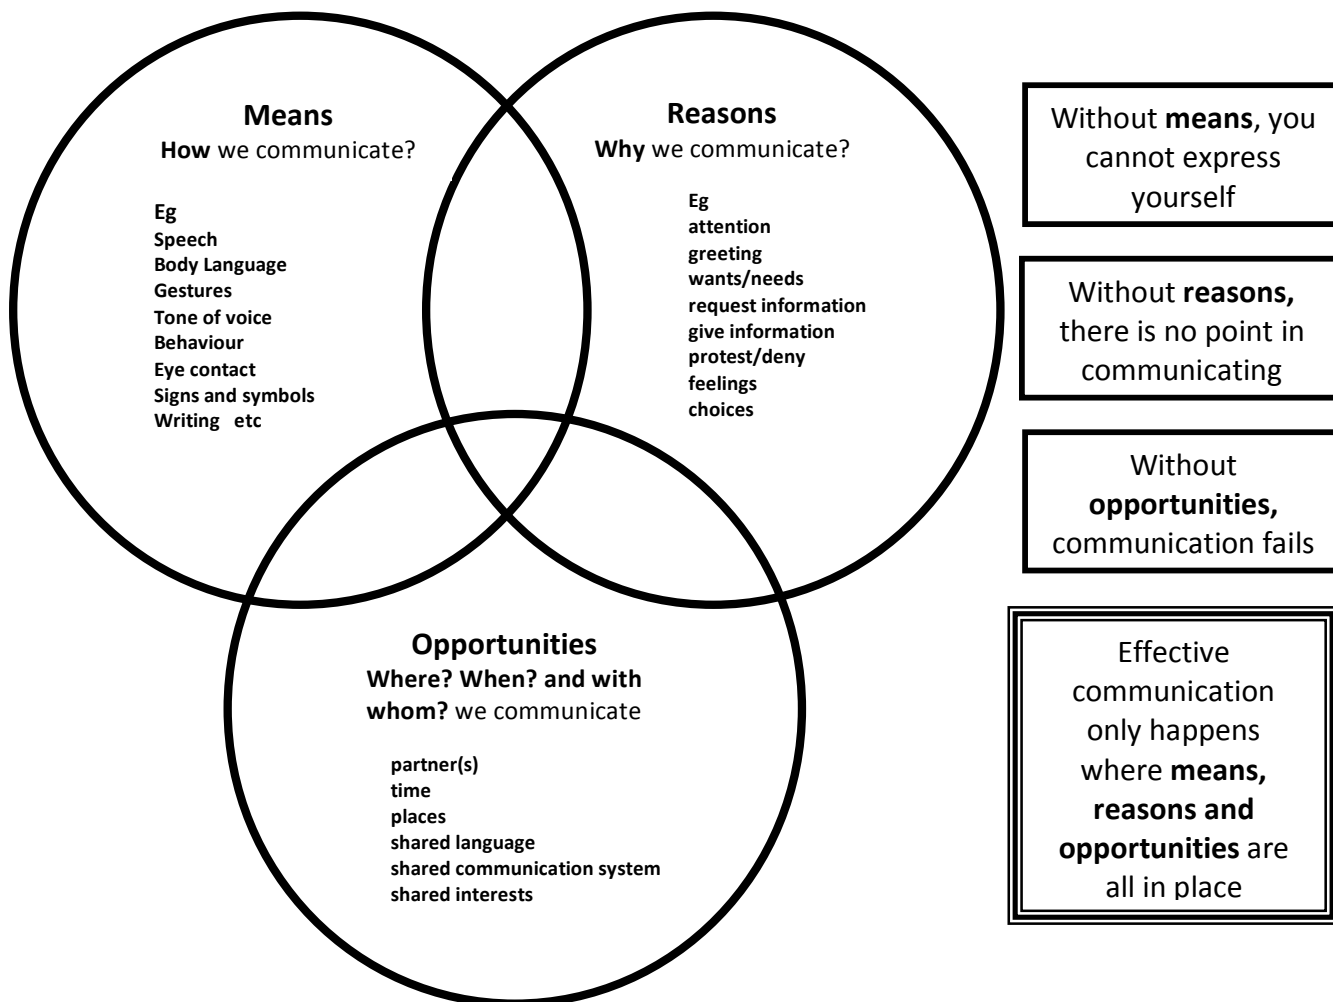 Means
How we communicate?
Eg
Speech
Body Language
Gestures
Tone of voice
Behaviour
Eye contact
Signs and symbols
Writing etc
Reasons
Why we communicate?
Eg
attention
greeting
wants/needs
request information
give information
protest/deny
feelings
choices
Opportunities
Where? When? and with
whom? we communicate
partner(s)
time
places
shared language
shared communication system
shared interests
Without means, you
cannot express
yourself
Without reasons,
there is no point in
communicating
Without
opportunities,
communication fails
Effective
communication
only happens
where means,
reasons and
opportunities are
all in place